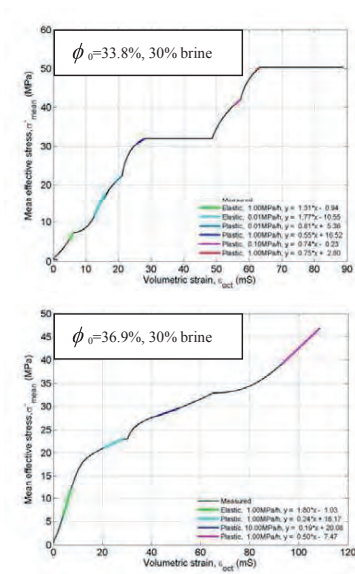 60
50
40
30
20
10
0
Mean effective stress,σ'mean (MPa)
ϕ 0=33.8%, 30% brine
Measured
Elastic, 1.00MPa/h, y = 1.31*x - 0.94
Elastic, 0.01MPa/h, y = 1.77*x - 10.55
Plastic, 0.01MPa/h, y = 0.81*x + 5.36
Plastic, 1.00MPa/h, y = 0.55*x + 16.52
Plastic, 0.10MPa/h, y = 0.74*x - 0.23
Plastic, 1.00MPa/h, y = 0.75*x + 2.80
0 10 20 30 40 50 60 70 80 90
Volumetric strain, εoct (mS)
50
45
40
35
30
25
20
15
10
5
0
Mean effective stress,σ'mean (MPa)
ϕ 0=36.9%, 30% brine
Measured
Elastic, 1.00MPa/h, y = 1.80*x - 1.03
Plastic, 1.00MPa/h, y = 0.24*x + 16.17
Plastic, 10.00MPa/h, y = 0.19*x + 20.08
Plastic, 1.00MPa/h, y = 0.50*x - 7.47
0 20 40 60 80 100 120
Volumetric strain, εoct (mS)